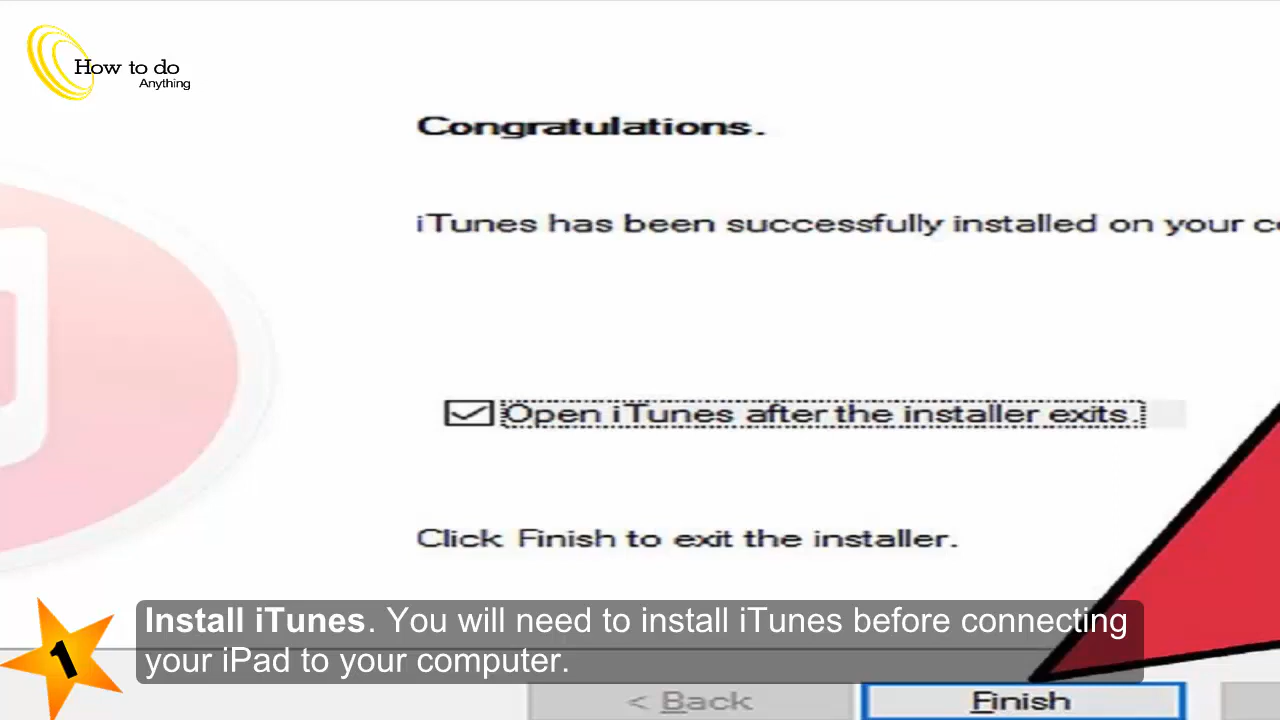 How to do
Anything
Congratulations.
iTunes has been successfully installed on your
Open iTunes after the installer exits.
Click Finish to exit the installer.
1
Install iTunes. You will need to install iTunes before connecting
your iPad to your computer.
< Back
Finish